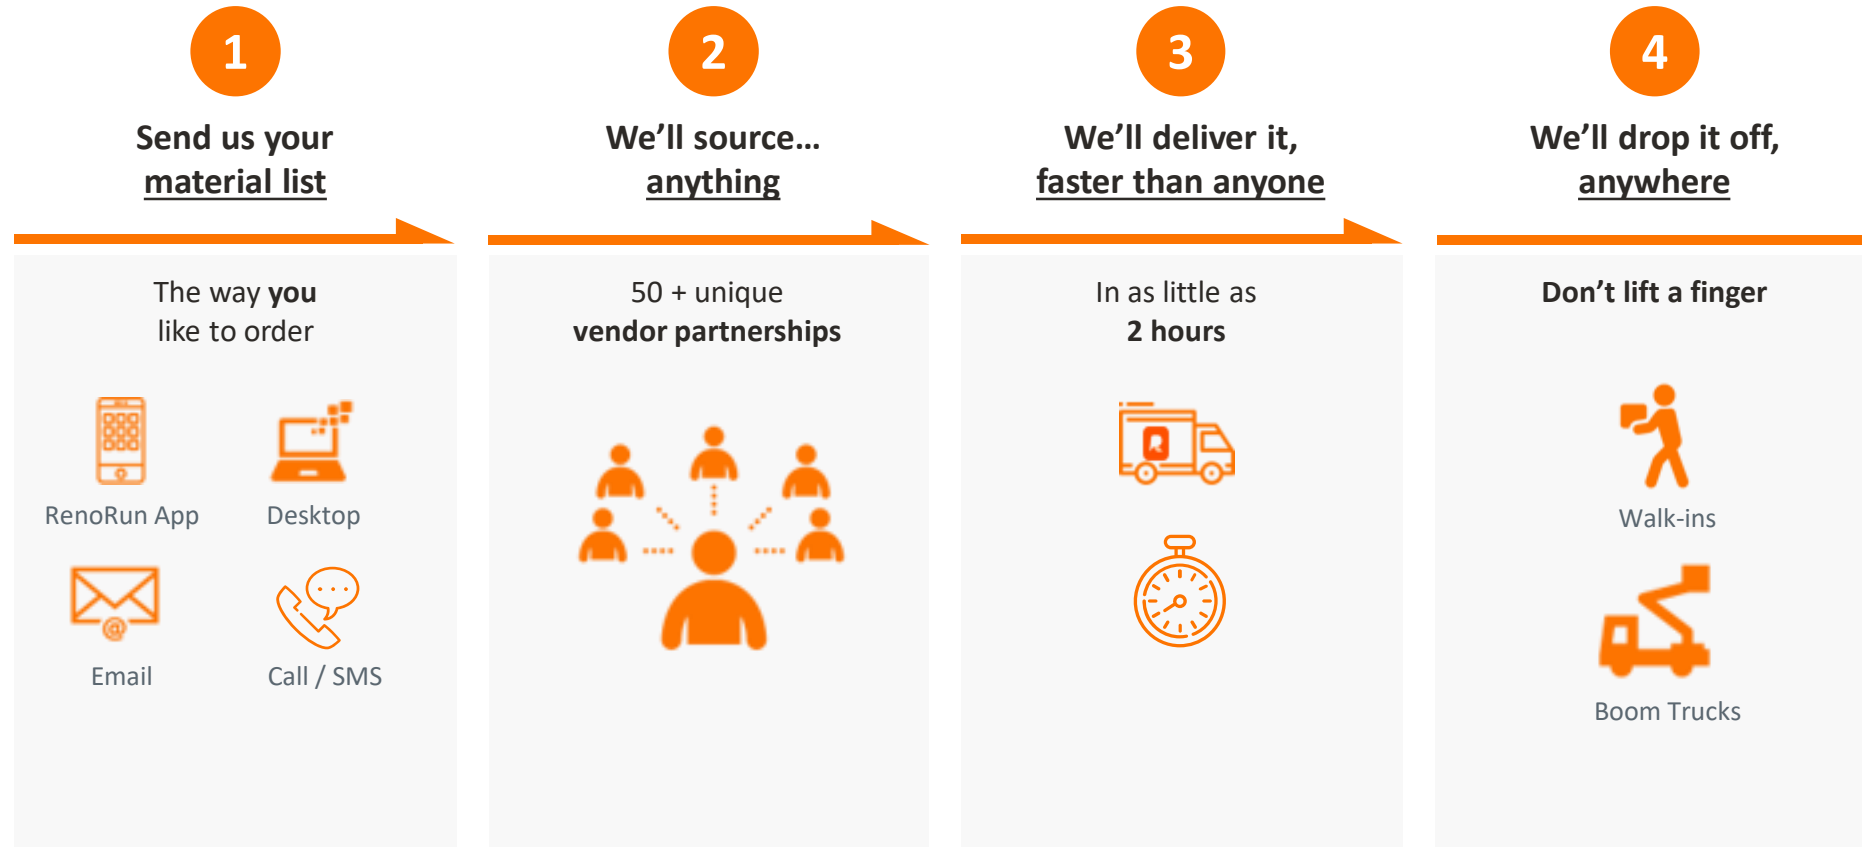 1
Send us your
material list
The way you
like to order
RenoRun App
Desktop
Email
Call / SMS
2
We’ll source…
anything
50 + unique
vendor partnerships
3
We’ll deliver it,
faster than anyone
In as little as
2 hours
4
We’ll drop it off,
anywhere
Don’t lift a finger
Walk-ins
Boom Trucks